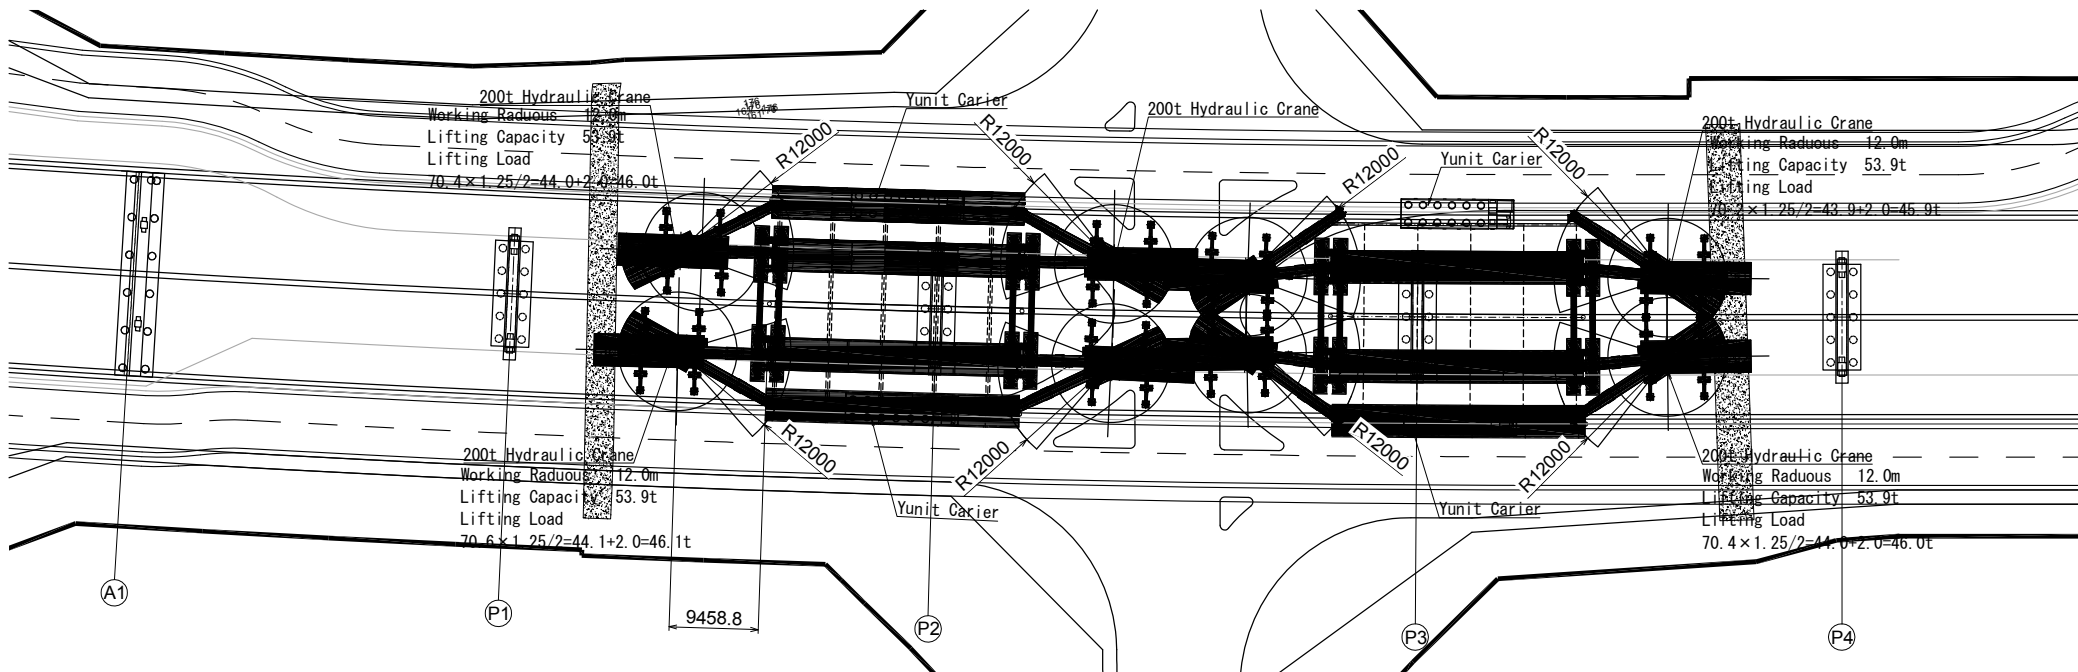 200t Hydraulic Crane
Working Raduous 12.0m
Lifting Capacity 53.9t
Lifting Load
70.4×1.25/2=44.0+2.0=46.0t
Yunit Carier
200t Hydraulic Crane
Yunit Carier
200t Hydraulic Crane
Working Raduous 12.0m
Lifting Capacity 53.9t
Lifting Load
×1.25/2=43.9+2.0=45.9t
R12000
R12000
R12000
R12000
R12000
R12000
R12000
R12000
200t Hydraulic Crane
Working Raduous 12.0m
Lifting Capacity 53.9t
Lifting Load
70.6×1.25/2=44.1+2.0=46.1t
Yunit Carier
Yunit Carier
200t Hydraulic Crane
Working Raduous 12.0m
Lifting Capacity 53.9t
Lifting Load
70.4×1.25/2=44.0+2.0=46.0t
9458.8
A1
P1
P2
P3
P4